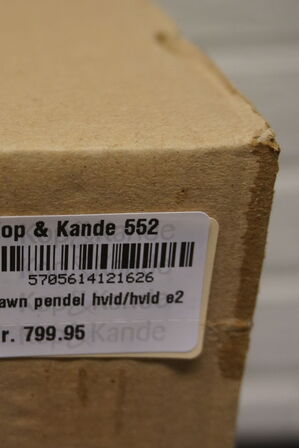 op & Kande 552
5705614121626
awn pendel hvid/hvid e2
r. 799.95